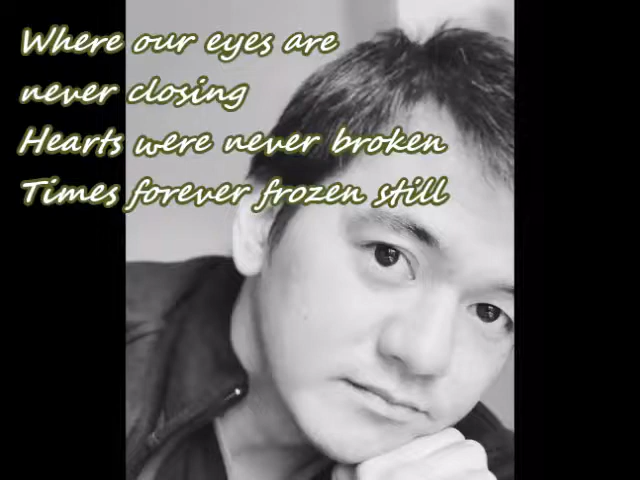 Where our eyes are
never closing
Hearts were never broken
Times forever frozen still